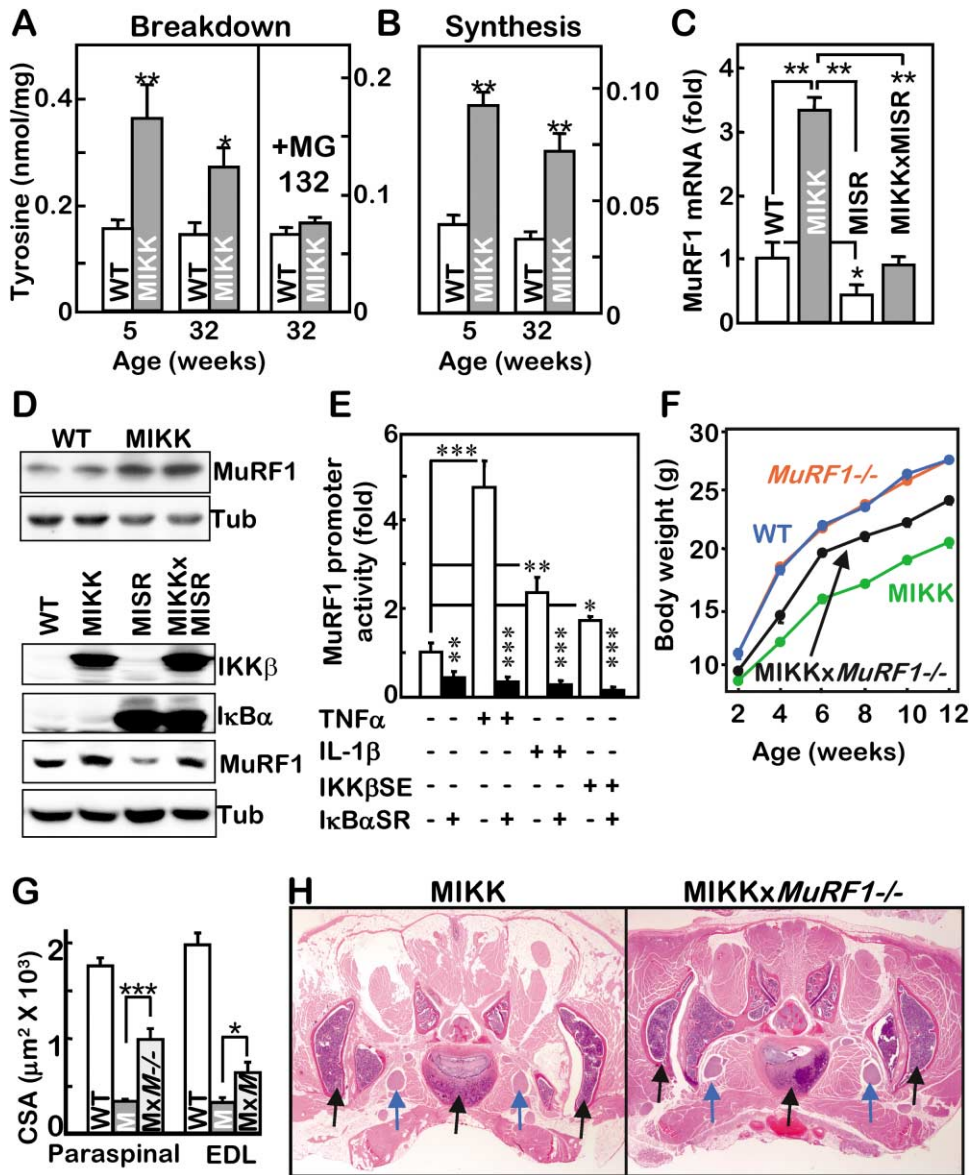 A
Breakdown
Tyrosine (nmol/mg)
0.4
0.2
0
**
*
+MG
132
0.2
0.1
0
WT
MIKK
WT
MIKK
WT
MIKK
5
32
32
Age (weeks)
B
Synthesis
**
**
0.10
0.05
0
WT
MIKK
WT
MIKK
5
32
Age (weeks)
C
MuRF1 mRNA (fold)
4
3
2
1
0
**
**
**
WT
MIKK
MISR
*
MIKKxMISR
D
WT
MIKK
MuRF1
Tub
WT
MIKK
MISR
MIKKx
MISR
IKKβ
IκBα
MuRF1
Tub
E
MuRF1 promoter
activity (fold)
6
4
2
0
***
**
*
**
***
***
***
TNFα - - + + - - - -
IL-1β - - - - + + - -
IKKβSE - - - - - - + +
IκBαSR - + - + - + - +
F
Body weight (g)
30
25
20
15
10
MuRF1-/-
WT
MIKK
MIKKxMuRF1-/-
2 4 6 8 10 12
Age (weeks)
G
CSA (μm² X 10³)
2
1
0
***
*
WT
M
MxM-/-
WT
M
MxM
Paraspinal
EDL
H
MIKK
MIKKxMuRF1-/-